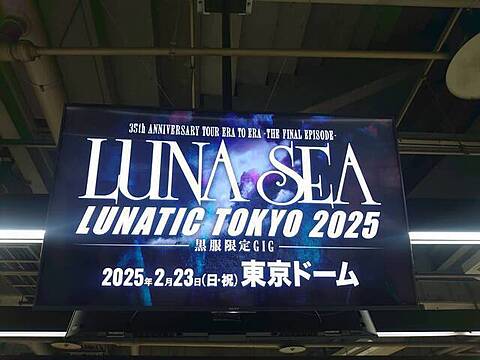 35th ANNIVERSARY TOUR ERA TO ERA -THE FINAL EPISODE-
LUNA SEA
LUNATIC TOKYO 2025
黒服限定GIG
2025年2月23日(日・祝) 東京ドーム